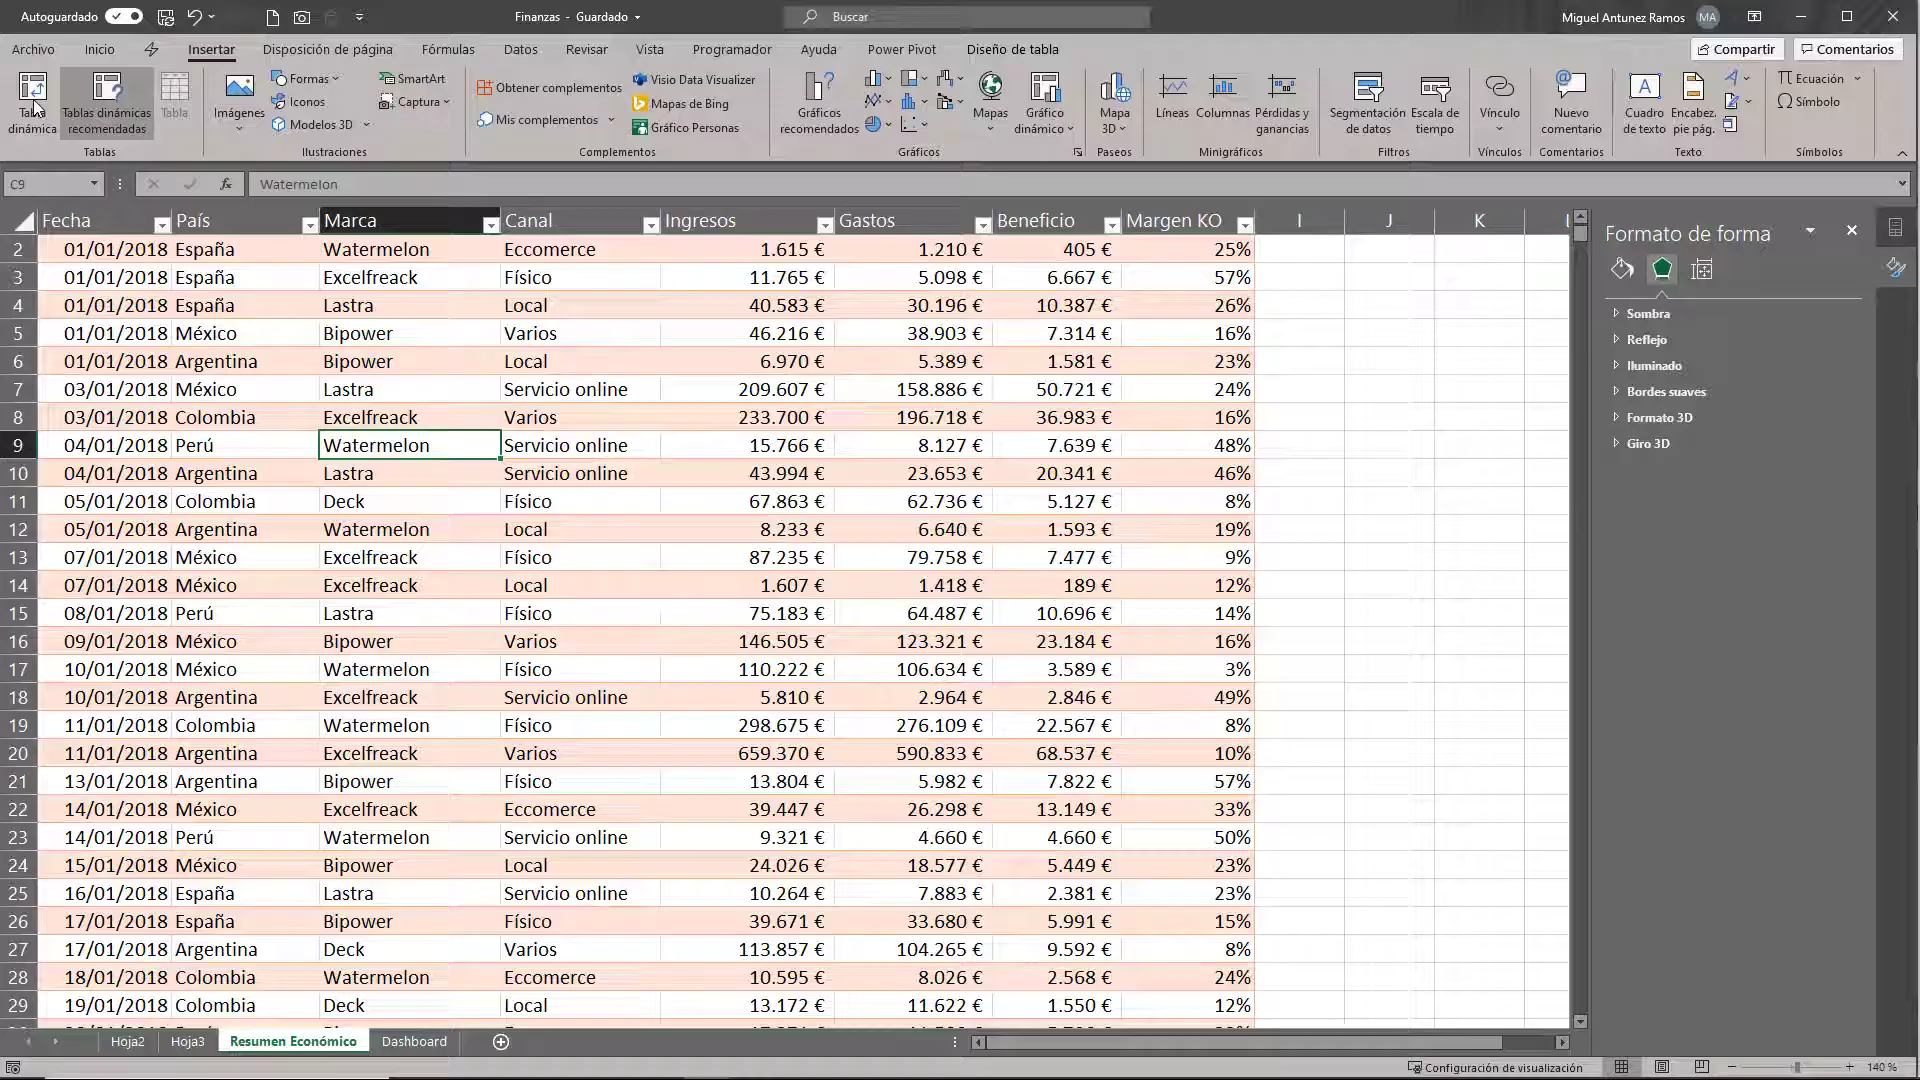 Autoguardado
Finanzas - Guardado
Buscar
Miguel Antunez Ramos
MA
Archivo Inicio Insertar Disposición de página Fórmulas Datos Revisar Vista Programador Ayuda Power Pivot Diseño de tabla
Compartir Comentarios
Tabla dinámica
Tablas dinámicas recomendadas
Tabla
Tablas
Imágenes
Formas
Iconos
Modelos 3D
SmartArt
Captura
Ilustraciones
Obtener complementos
Mis complementos
Visio Data Visualizer
Mapas de Bing
Gráfico Personas
Complementos
Gráficos recomendados
Mapas
Gráfico dinámico
Gráficos
Mapa 3D
Paseos
Líneas
Columnas
Pérdidas y ganancias
Minigráficos
Segmentación de datos
Escala de tiempo
Filtros
Vínculo
Vínculos
Nuevo comentario
Comentarios
Cuadro de texto
Encabez. pie pág.
Texto
Ecuación
Símbolo
Símbolos
C9
fx
Watermelon
Fecha País Marca Canal Ingresos Gastos Beneficio Margen KO I J K
2 01/01/2018 España Watermelon Eccomerce 1.615 € 1.210 € 405 € 25%
3 01/01/2018 España Excelfreack Físico 11.765 € 5.098 € 6.667 € 57%
4 01/01/2018 España Lastra Local 40.583 € 30.196 € 10.387 € 26%
5 01/01/2018 México Bipower Varios 46.216 € 38.903 € 7.314 € 16%
6 01/01/2018 Argentina Bipower Local 6.970 € 5.389 € 1.581 € 23%
7 03/01/2018 México Lastra Servicio online 209.607 € 158.886 € 50.721 € 24%
8 03/01/2018 Colombia Excelfreack Varios 233.700 € 196.718 € 36.983 € 16%
9 04/01/2018 Perú Watermelon Servicio online 15.766 € 8.127 € 7.639 € 48%
10 04/01/2018 Argentina Lastra Servicio online 43.994 € 23.653 € 20.341 € 46%
11 05/01/2018 Colombia Deck Físico 67.863 € 62.736 € 5.127 € 8%
12 05/01/2018 Argentina Watermelon Local 8.233 € 6.640 € 1.593 € 19%
13 07/01/2018 México Excelfreack Físico 87.235 € 79.758 € 7.477 € 9%
14 07/01/2018 México Excelfreack Local 1.607 € 1.418 € 189 € 12%
15 08/01/2018 Perú Lastra Físico 75.183 € 64.487 € 10.696 € 14%
16 09/01/2018 México Bipower Varios 146.505 € 123.321 € 23.184 € 16%
17 10/01/2018 México Watermelon Físico 110.222 € 106.634 € 3.589 € 3%
18 10/01/2018 Argentina Excelfreack Servicio online 5.810 € 2.964 € 2.846 € 49%
19 11/01/2018 Colombia Watermelon Físico 298.675 € 276.109 € 22.567 € 8%
20 11/01/2018 Argentina Excelfreack Varios 659.370 € 590.833 € 68.537 € 10%
21 13/01/2018 Argentina Bipower Físico 13.804 € 5.982 € 7.822 € 57%
22 14/01/2018 México Excelfreack Eccomerce 39.447 € 26.298 € 13.149 € 33%
23 14/01/2018 Perú Watermelon Servicio online 9.321 € 4.660 € 4.660 € 50%
24 15/01/2018 México Bipower Local 24.026 € 18.577 € 5.449 € 23%
25 16/01/2018 España Lastra Servicio online 10.264 € 7.883 € 2.381 € 23%
26 17/01/2018 España Bipower Físico 39.671 € 33.680 € 5.991 € 15%
27 17/01/2018 Argentina Deck Varios 113.857 € 104.265 € 9.592 € 8%
28 18/01/2018 Colombia Watermelon Eccomerce 10.595 € 8.026 € 2.568 € 24%
29 19/01/2018 Colombia Deck Local 13.172 € 11.622 € 1.550 € 12%
Formato de forma
Sombra
Reflejo
Iluminado
Bordes suaves
Formato 3D
Giro 3D
Hoja2 Hoja3 Resumen Económico Dashboard
Configuración de visualización
140 %